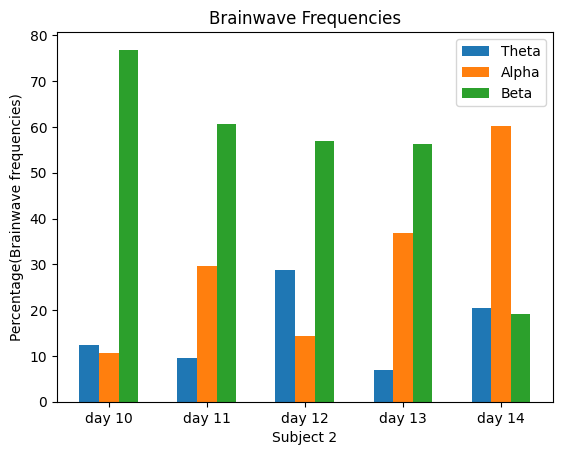 Brainwave Frequencies
Theta
Alpha
Beta
Percentage(Brainwave frequencies)
80
70
60
50
40
30
20
10
0
day 10 day 11 day 12 day 13 day 14
Subject 2